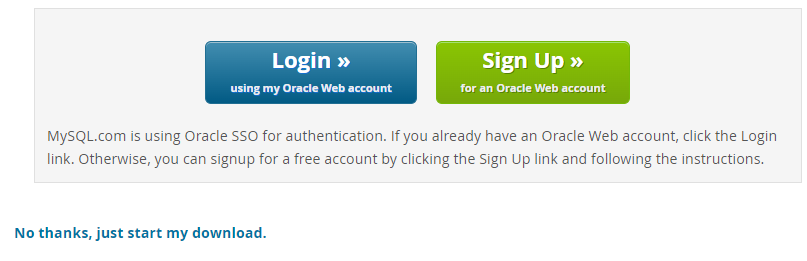 Login »
using my Oracle Web account
Sign Up »
for an Oracle Web account
MySQL.com is using Oracle SSO for authentication. If you already have an Oracle Web account, click the Login
link. Otherwise, you can signup for a free account by clicking the Sign Up link and following the instructions.
No thanks, just start my download.